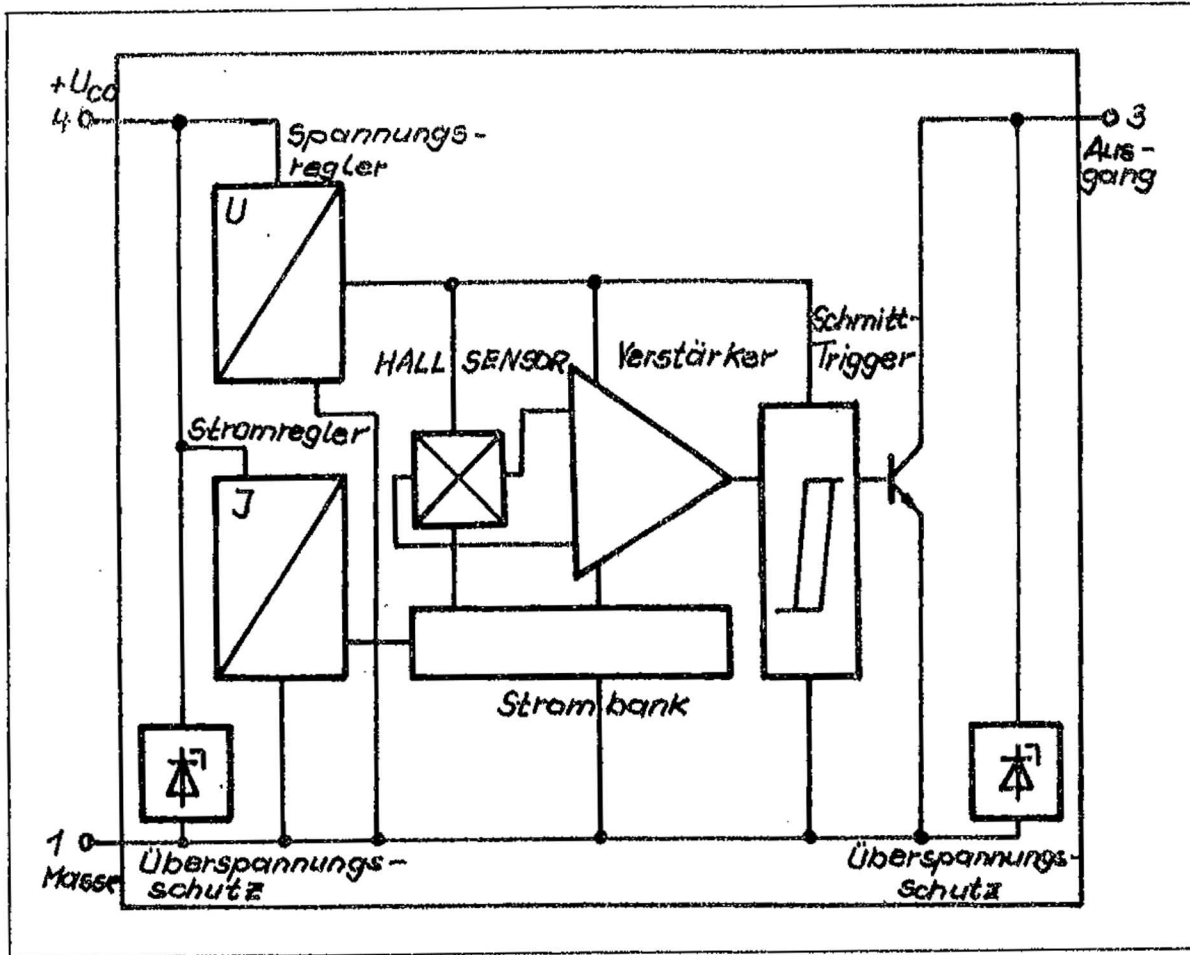 +U_CC
4
Spannungs-
regler
3
Aus-
gang
U
HALL SENSOR
Verstärker
Schmitt-
Trigger
Stromregler
J
Strombank
1
Masse
Überspannungs-
schutz
Überspannungs-
schutz